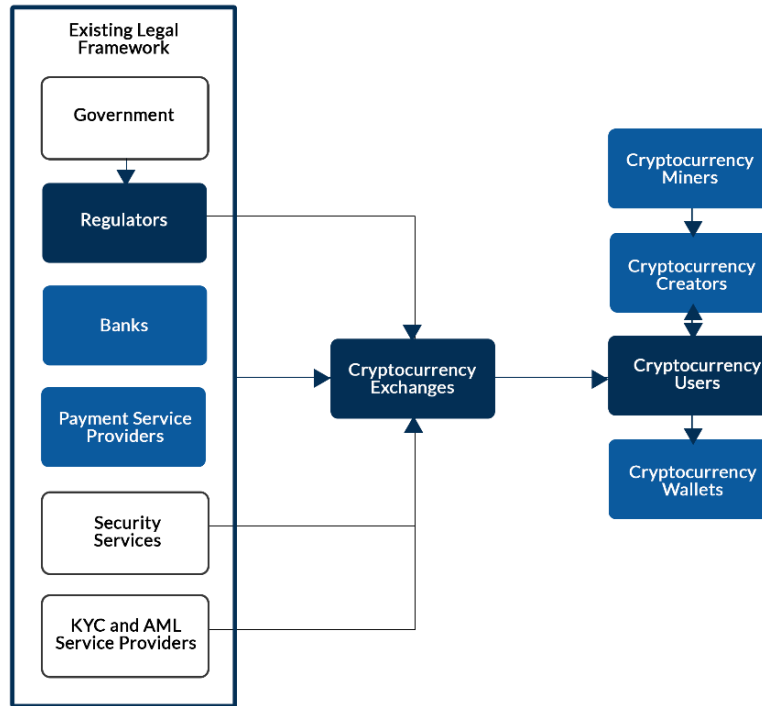 Existing Legal
Framework
Government
Regulators
Banks
Payment Service
Providers
Security
Services
KYC and AML
Service Providers
Cryptocurrency
Exchanges
Cryptocurrency
Miners
Cryptocurrency
Creators
Cryptocurrency
Users
Cryptocurrency
Wallets